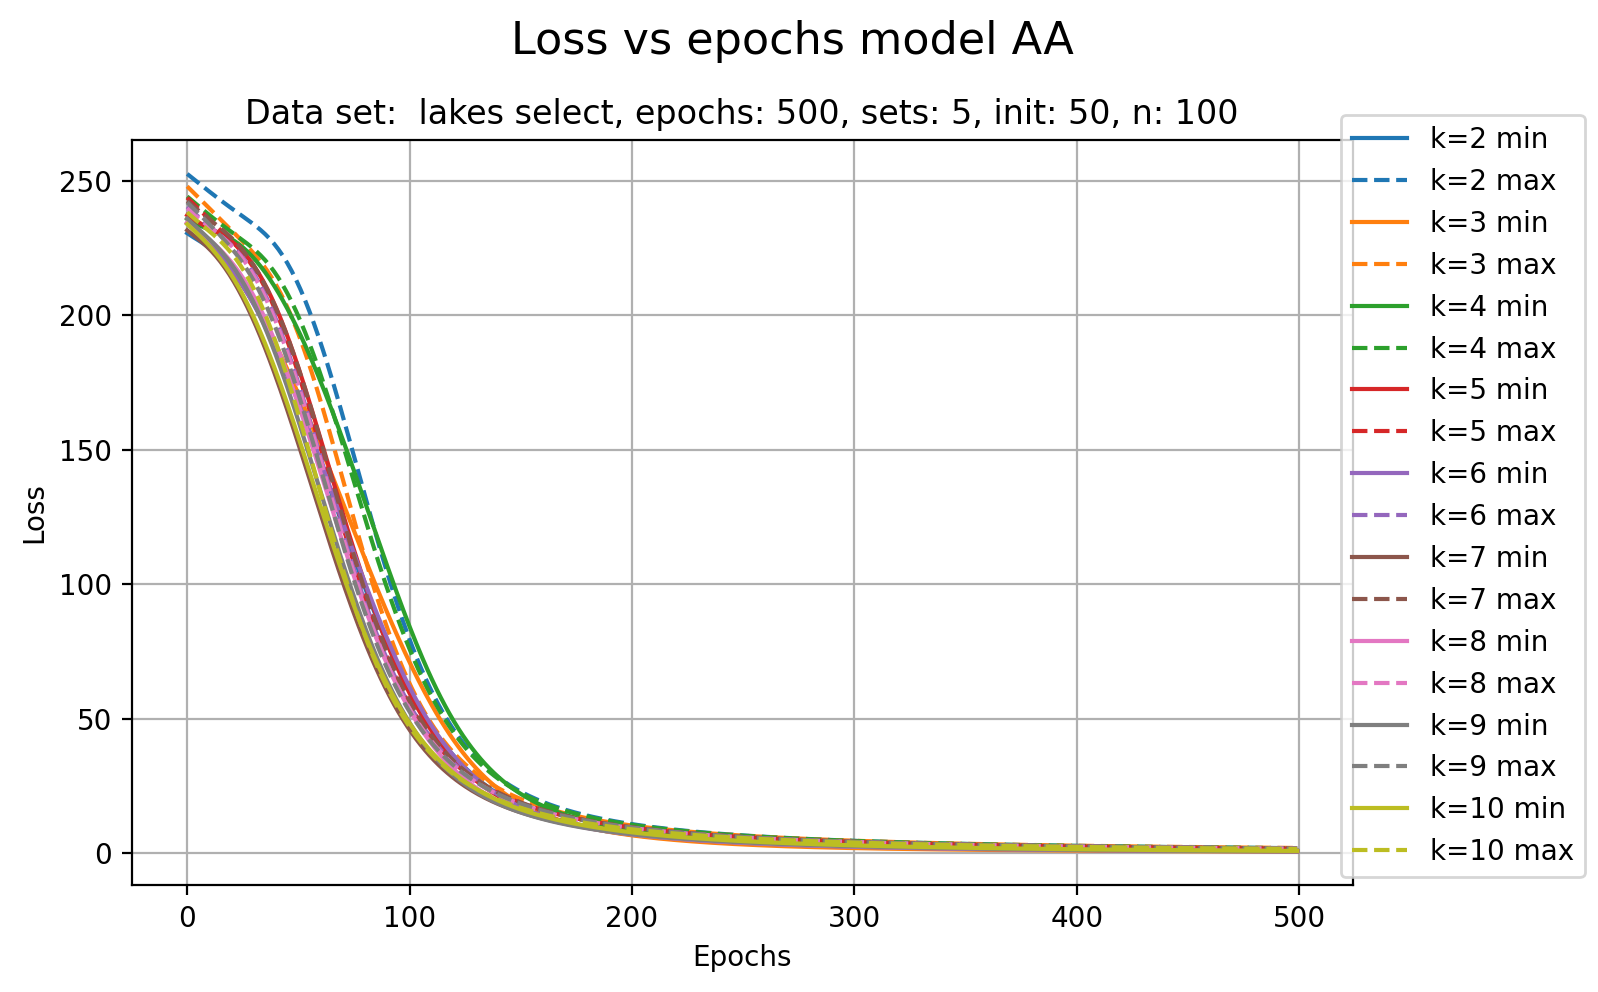 Loss vs epochs model AA
Data set:  lakes select, epochs: 500, sets: 5, init: 50, n: 100
250
200
150
100
50
0
Loss
0 100 200 300 400 500
Epochs
k=2 min
k=2 max
k=3 min
k=3 max
k=4 min
k=4 max
k=5 min
k=5 max
k=6 min
k=6 max
k=7 min
k=7 max
k=8 min
k=8 max
k=9 min
k=9 max
k=10 min
k=10 max